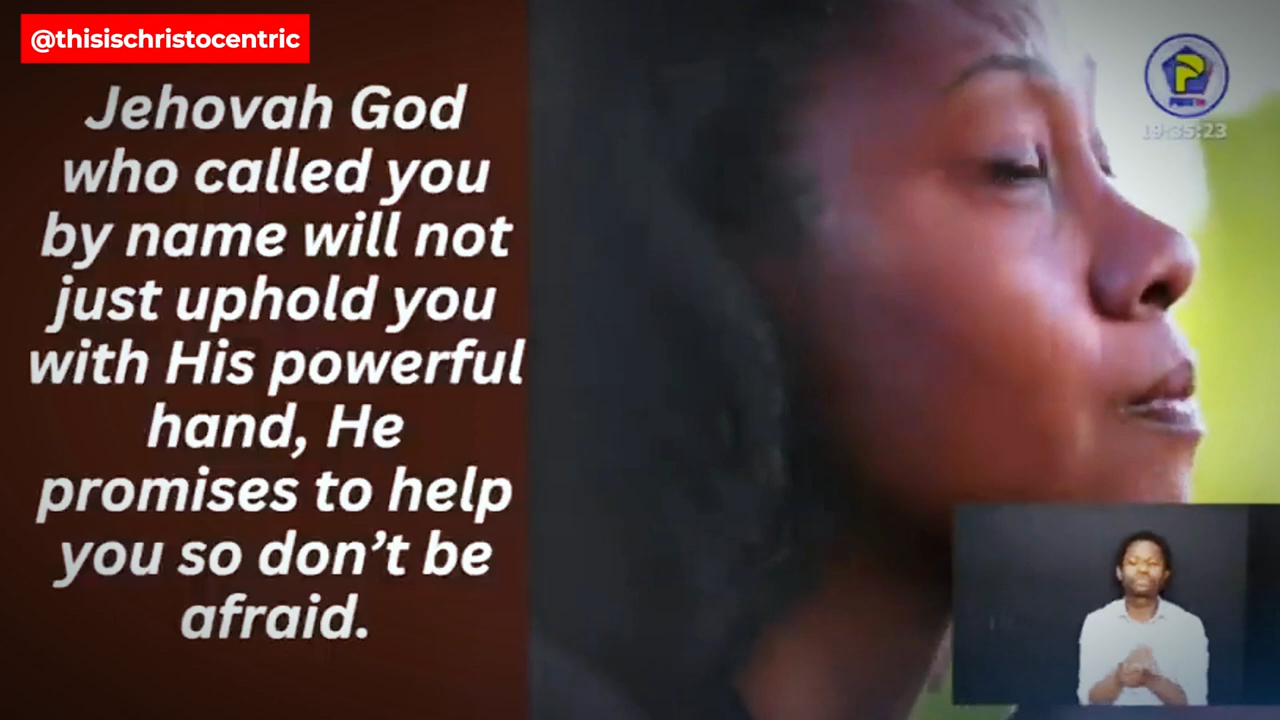 @thisischristocentric
Jehovah God
who called you
by name will not
just uphold you
with His powerful
hand, He
promises to help
you so don’t be
afraid.
19:35:23